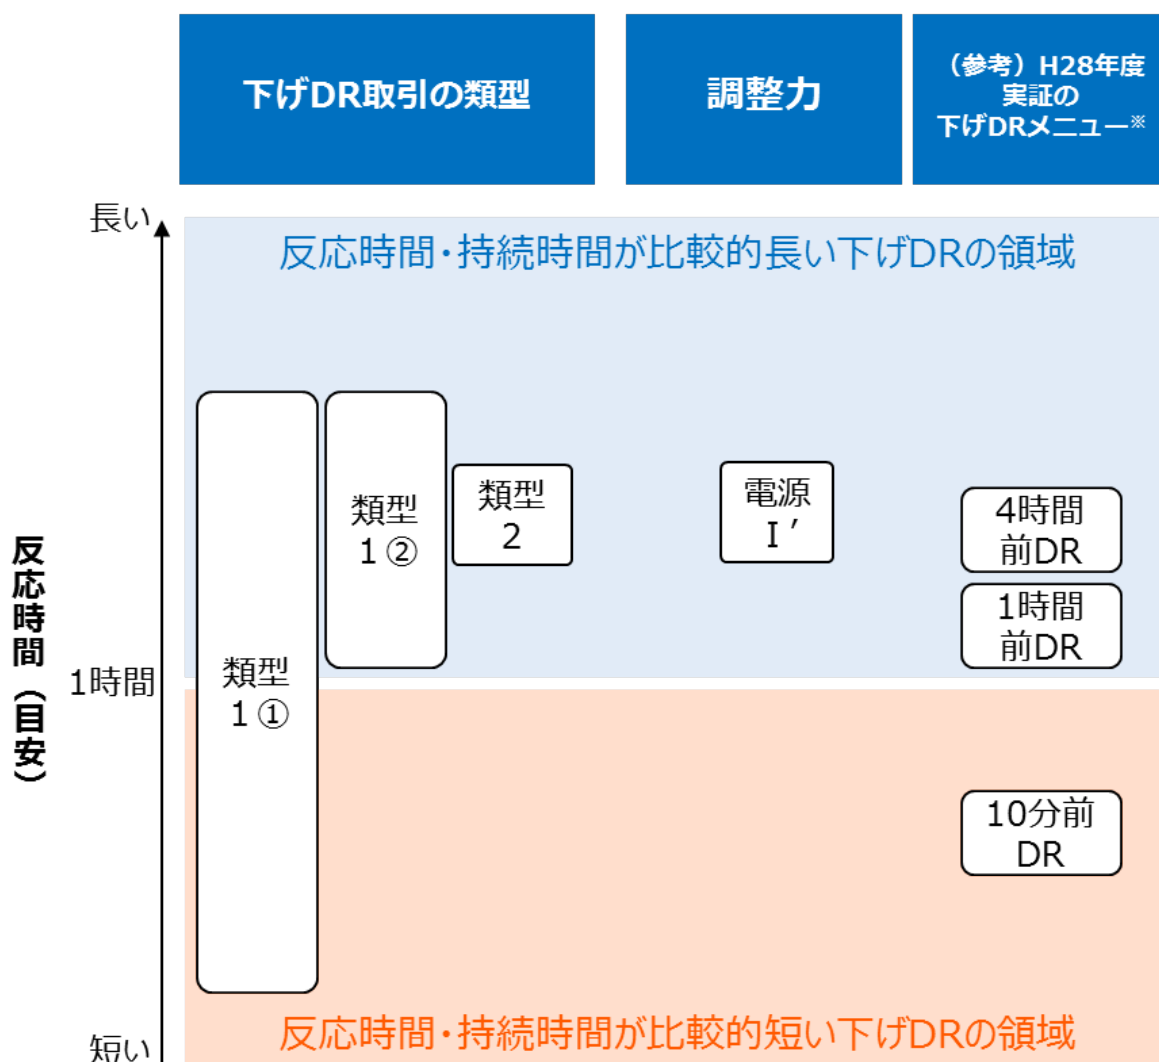 下げDR取引の類型
調整力
（参考）H28年度
実証の
下げDRメニュー※
長い
反応時間・持続時間が比較的長い下げDRの領域
類型
1②
類型
2
電源
Ⅰ′
4時間
前DR
1時間
前DR
反応時間（目安）
1時間
類型
1①
10分前
DR
反応時間・持続時間が比較的短い下げDRの領域
短い